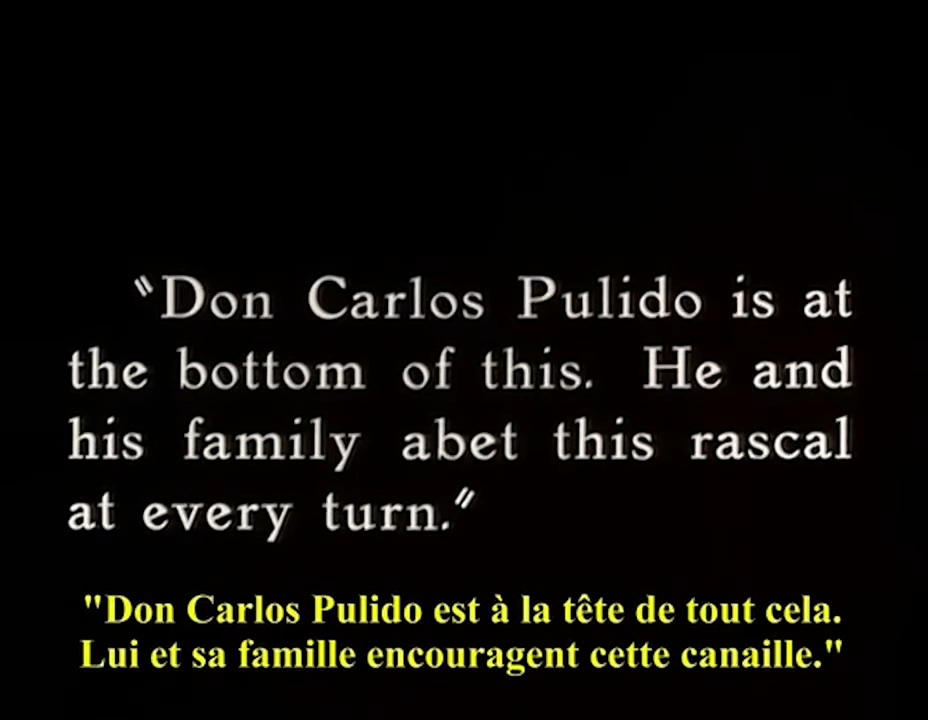 "Don Carlos Pulido is at
the bottom of this. He and
his family abet this rascal
at every turn."
"Don Carlos Pulido est à la tête de tout cela.
Lui et sa famille encouragent cette canaille."